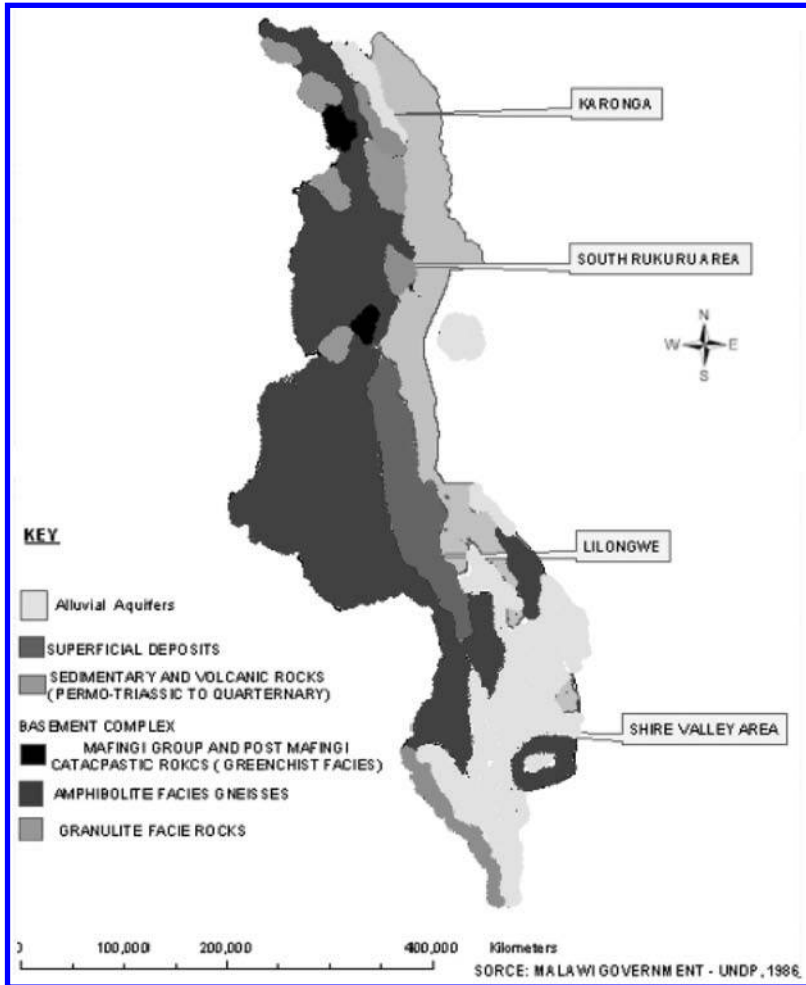 KARONGA
SOUTH RUKURU AREA
N
W E
S
KEY
LILONGWE
Alluvial Aquifers
SUPERFICIAL DEPOSITS
SEDIMENTARY AND VOLCANIC ROCKS
(PERMO-TRIASSIC TO QUARTERNARY)
SHIRE VALLEY AREA
BASEMENT COMPLEX
MAFINGI GROUP AND POST MAFINGI
CATACPASTIC ROKCS (GREENCHIST FACIES)
AMPHIBOLITE FACIES GNEISSES
GRANULITE FACIE ROCKS
0 100,000 200,000 400,000 Kilometers
SORCE: MALAWI GOVERNMENT - UNDP, 1986